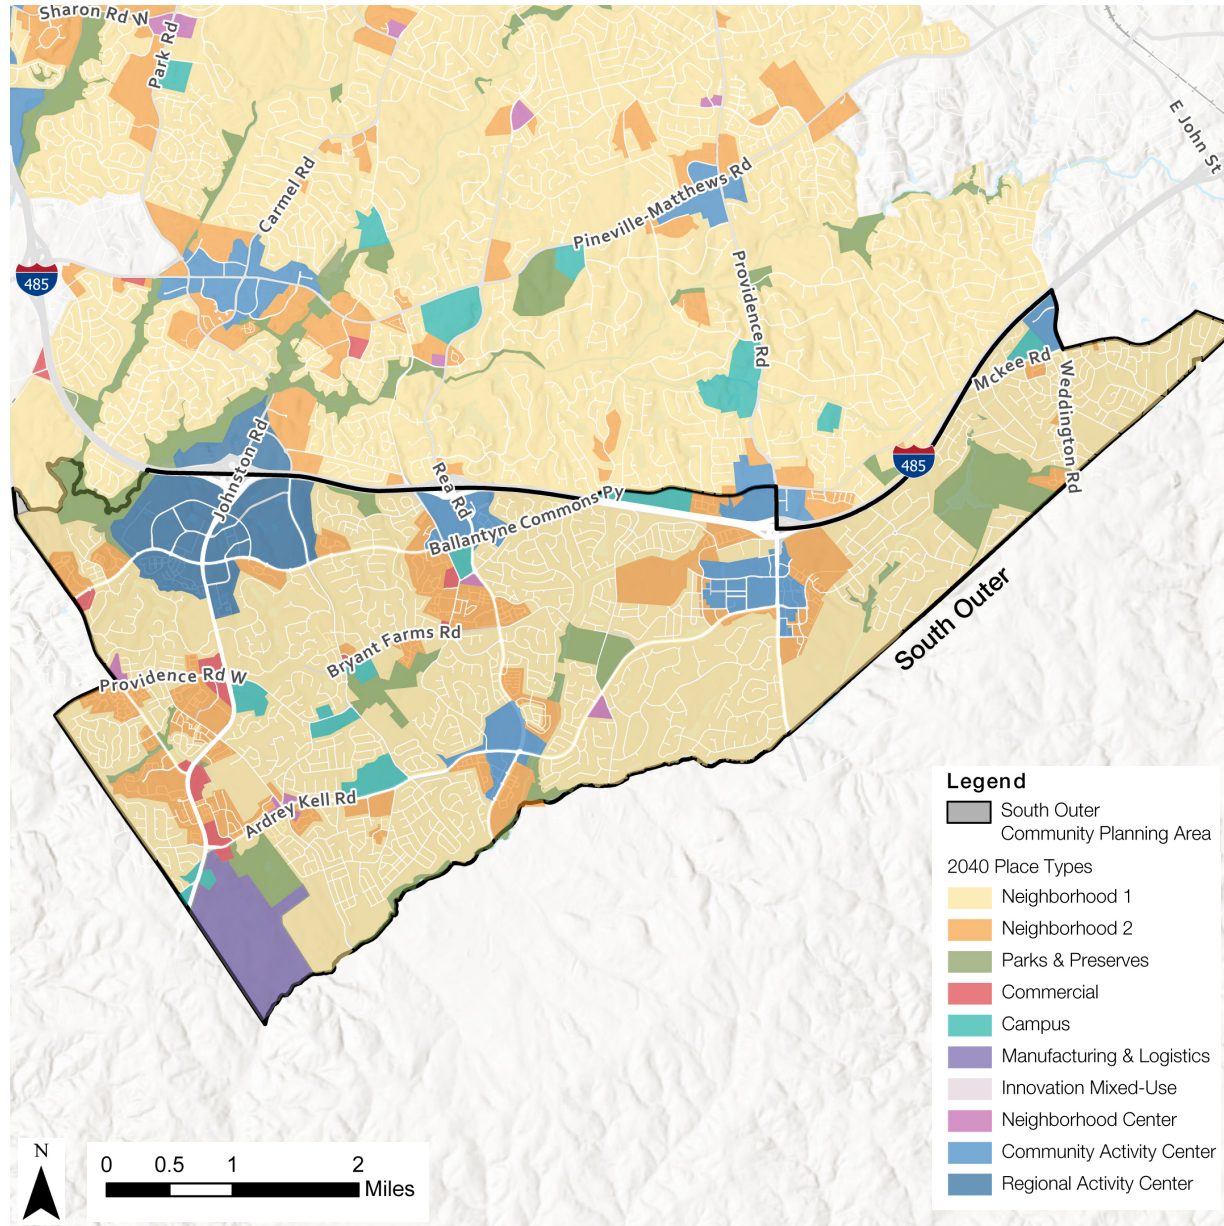 Sharon Rd W
Park Rd
E John St
Carmel Rd
Pineville-Matthews Rd
485
Providence Rd
Mckee Rd
Weddington Rd
Johnston Rd
Rea Rd
485
Ballantyne Commons Py
South Outer
Bryant Farms Rd
Providence Rd W
Ardrey Kell Rd
Legend
South Outer
Community Planning Area
2040 Place Types
Neighborhood 1
Neighborhood 2
Parks & Preserves
Commercial
Campus
Manufacturing & Logistics
Innovation Mixed-Use
Neighborhood Center
Community Activity Center
Regional Activity Center
N
0 0.5 1 2
Miles